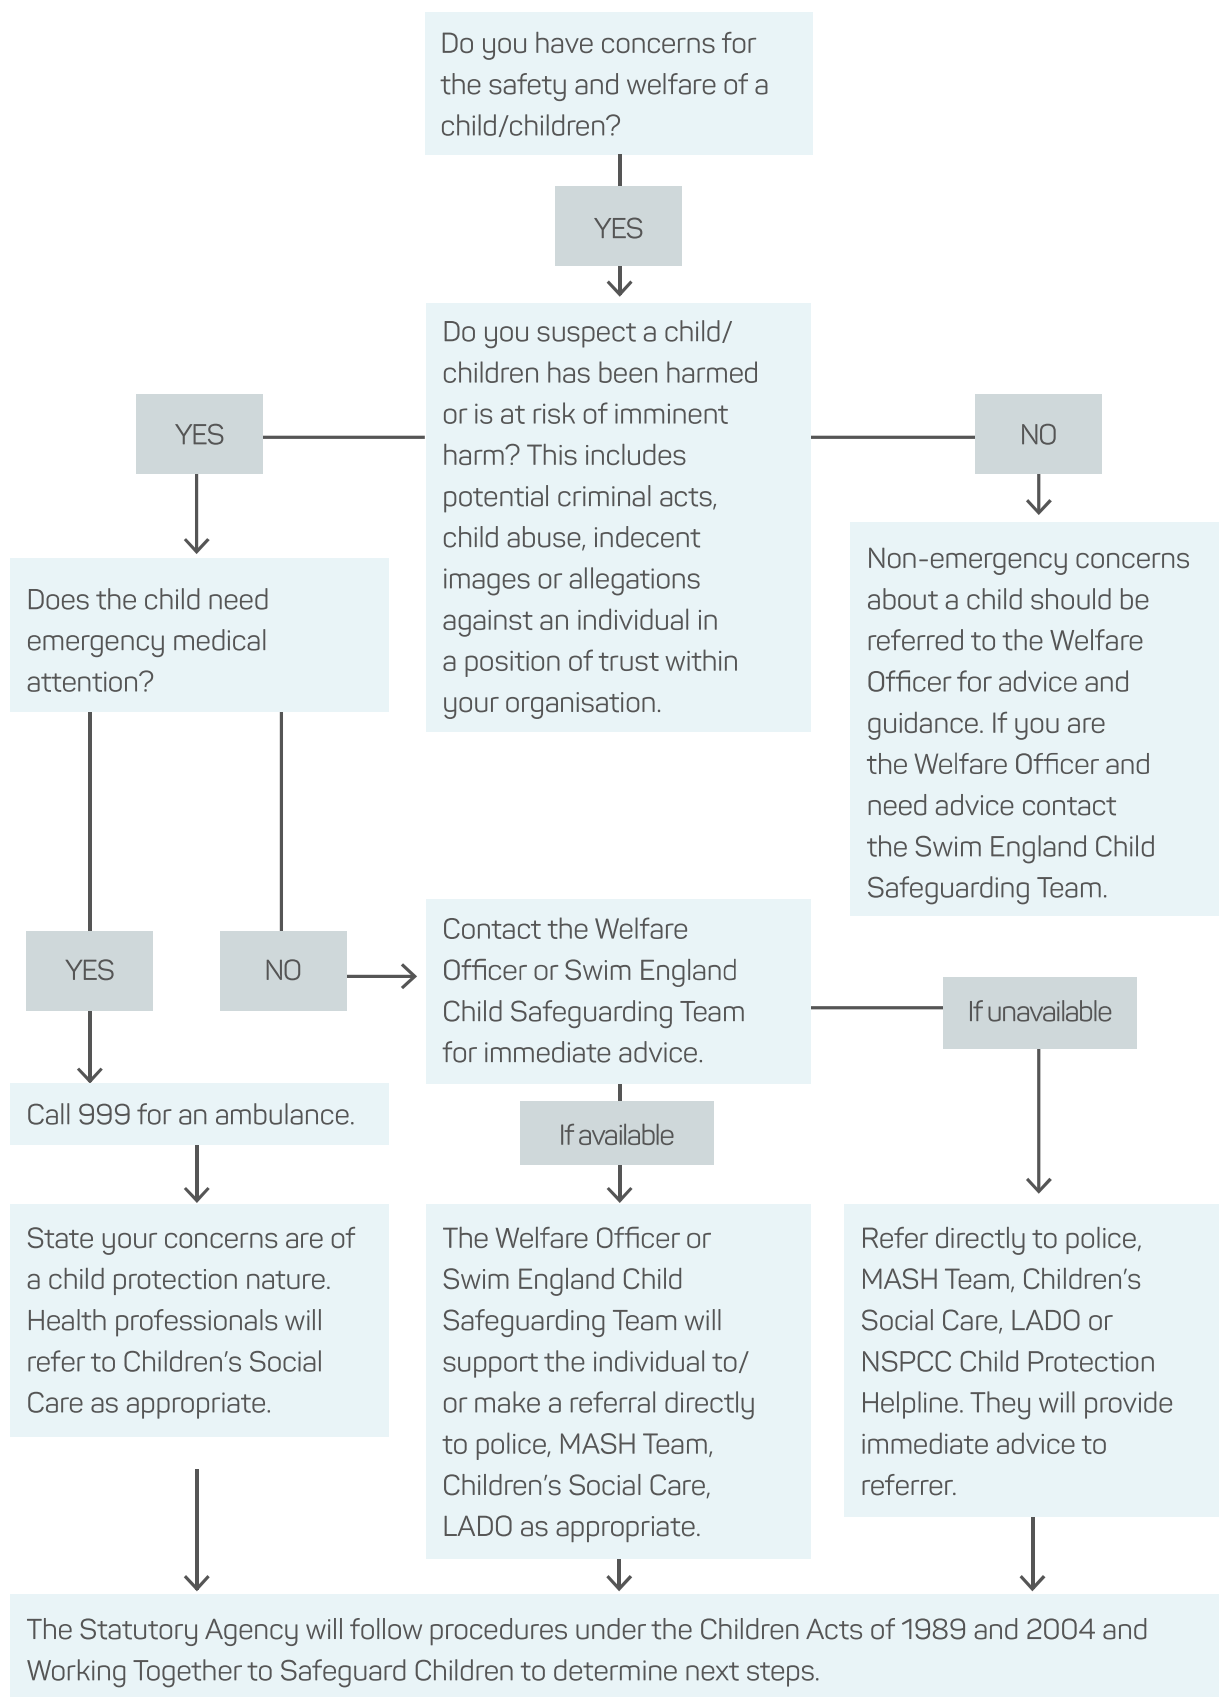 Do you have concerns for
the safety and welfare of a
child/children?
YES
Do you suspect a child/
children has been harmed
or is at risk of imminent
harm? This includes
potential criminal acts,
child abuse, indecent
images or allegations
against an individual in
a position of trust within
your organisation.
YES
NO
Does the child need
emergency medical
attention?
Non-emergency concerns
about a child should be
referred to the Welfare
Officer for advice and
guidance. If you are
the Welfare Officer and
need advice contact
the Swim England Child
Safeguarding Team.
YES
NO
Contact the Welfare
Officer or Swim England
Child Safeguarding Team
for immediate advice.
If unavailable
Call 999 for an ambulance.
If available
State your concerns are of
a child protection nature.
Health professionals will
refer to Children's Social
Care as appropriate.
The Welfare Officer or
Swim England Child
Safeguarding Team will
support the individual to/
or make a referral directly
to police, MASH Team,
Children's Social Care,
LADO as appropriate.
Refer directly to police,
MASH Team, Children's
Social Care, LADO or
NSPCC Child Protection
Helpline. They will provide
immediate advice to
referrer.
The Statutory Agency will follow procedures under the Children Acts of 1989 and 2004 and
Working Together to Safeguard Children to determine next steps.